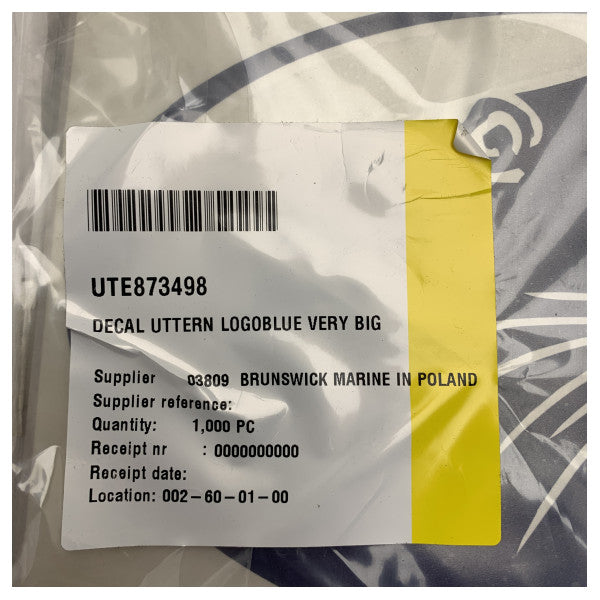 UTE873498
DECAL UTTERN LOGOBLUE VERY BIG
Supplier 03809 BRUNSWICK MARINE IN POLAND
Supplier reference:
Quantity: 1,000 PC
Receipt nr : 0000000000
Receipt date:
Location: 002-60-01-00